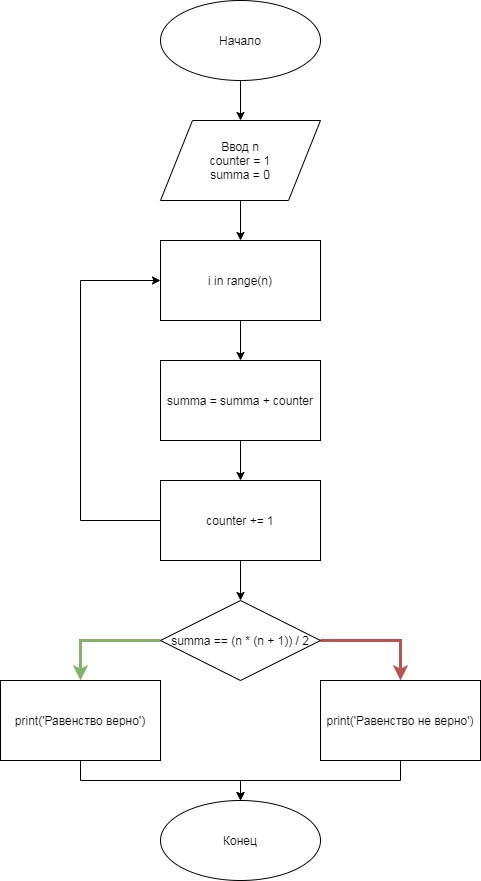 Начало
Ввод n
counter = 1
summa = 0
i in range(n)
summa = summa + counter
counter += 1
summa == (n * (n + 1)) / 2
print('Равенство верно')
print('Равенство не верно')
Конец